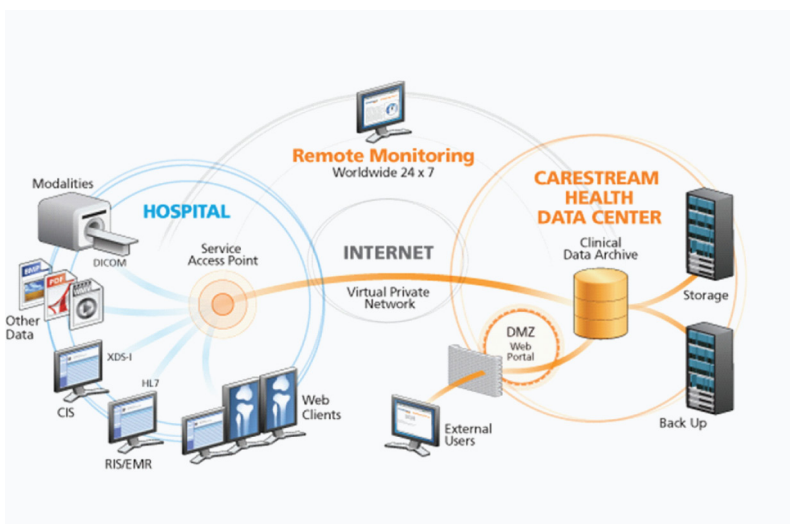 Remote Monitoring
Worldwide 24 x 7
Modalities
HOSPITAL
DICOM
Service
Access Point
Other
Data
BMP
PDF
XDS-I
CIS
HL7
RIS/EMR
Web
Clients
INTERNET
Virtual Private
Network
CARESTREAM
HEALTH
DATA CENTER
Clinical
Data Archive
Storage
DMZ
Web
Portal
External
Users
Back Up